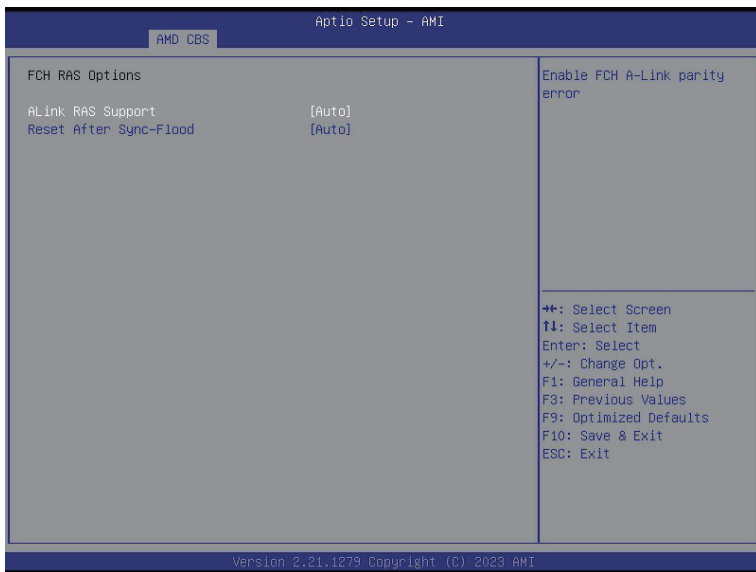 Aptio Setup – AMI
AMD CBS
FCH RAS Options
ALink RAS Support [Auto]
Reset After Sync-Flood [Auto]
Enable FCH A-Link parity
error
→←: Select Screen
↑↓: Select Item
Enter: Select
+/-: Change Opt.
F1: General Help
F3: Previous Values
F9: Optimized Defaults
F10: Save & Exit
ESC: Exit
Version 2.21.1279 Copyright (C) 2023 AMI